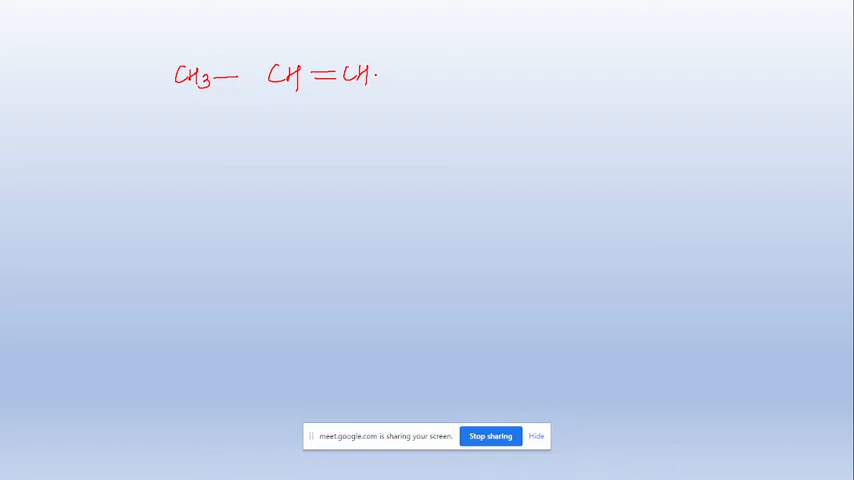 CH3— CH=CH.
meet.google.com is sharing your screen. Stop sharing Hide